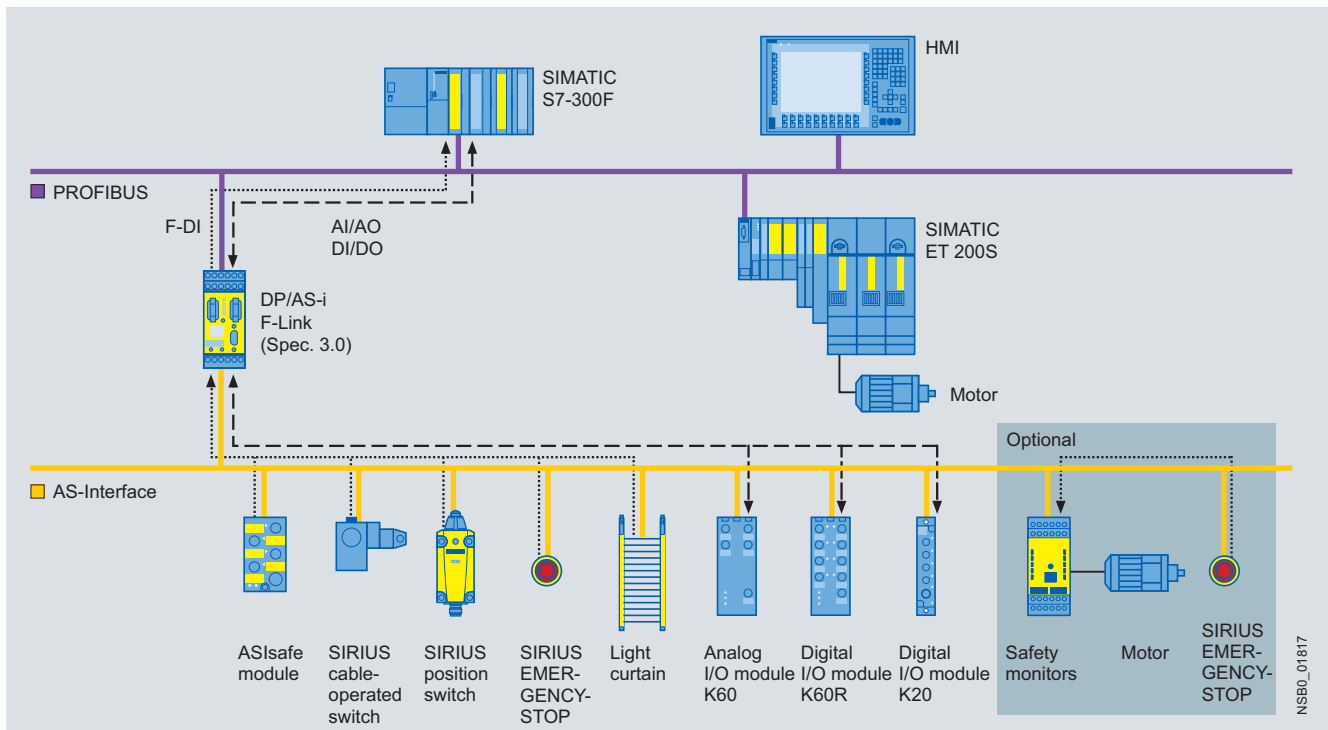 HMI
SIMATIC
S7-300F
PROFIBUS
F-DI
AI/AO
DI/DO
SIMATIC
ET 200S
DP/AS-i
F-Link
(Spec. 3.0)
Motor
Optional
AS-Interface
ASIsafe
module
SIRIUS
cable-
operated
switch
SIRIUS
position
switch
SIRIUS
EMER-
GENCY-
STOP
Light
curtain
Analog
I/O module
K60
Digital
I/O module
K60R
Digital
I/O module
K20
Safety
monitors
Motor
SIRIUS
EMER-
GENCY-
STOP
NSB0_01817